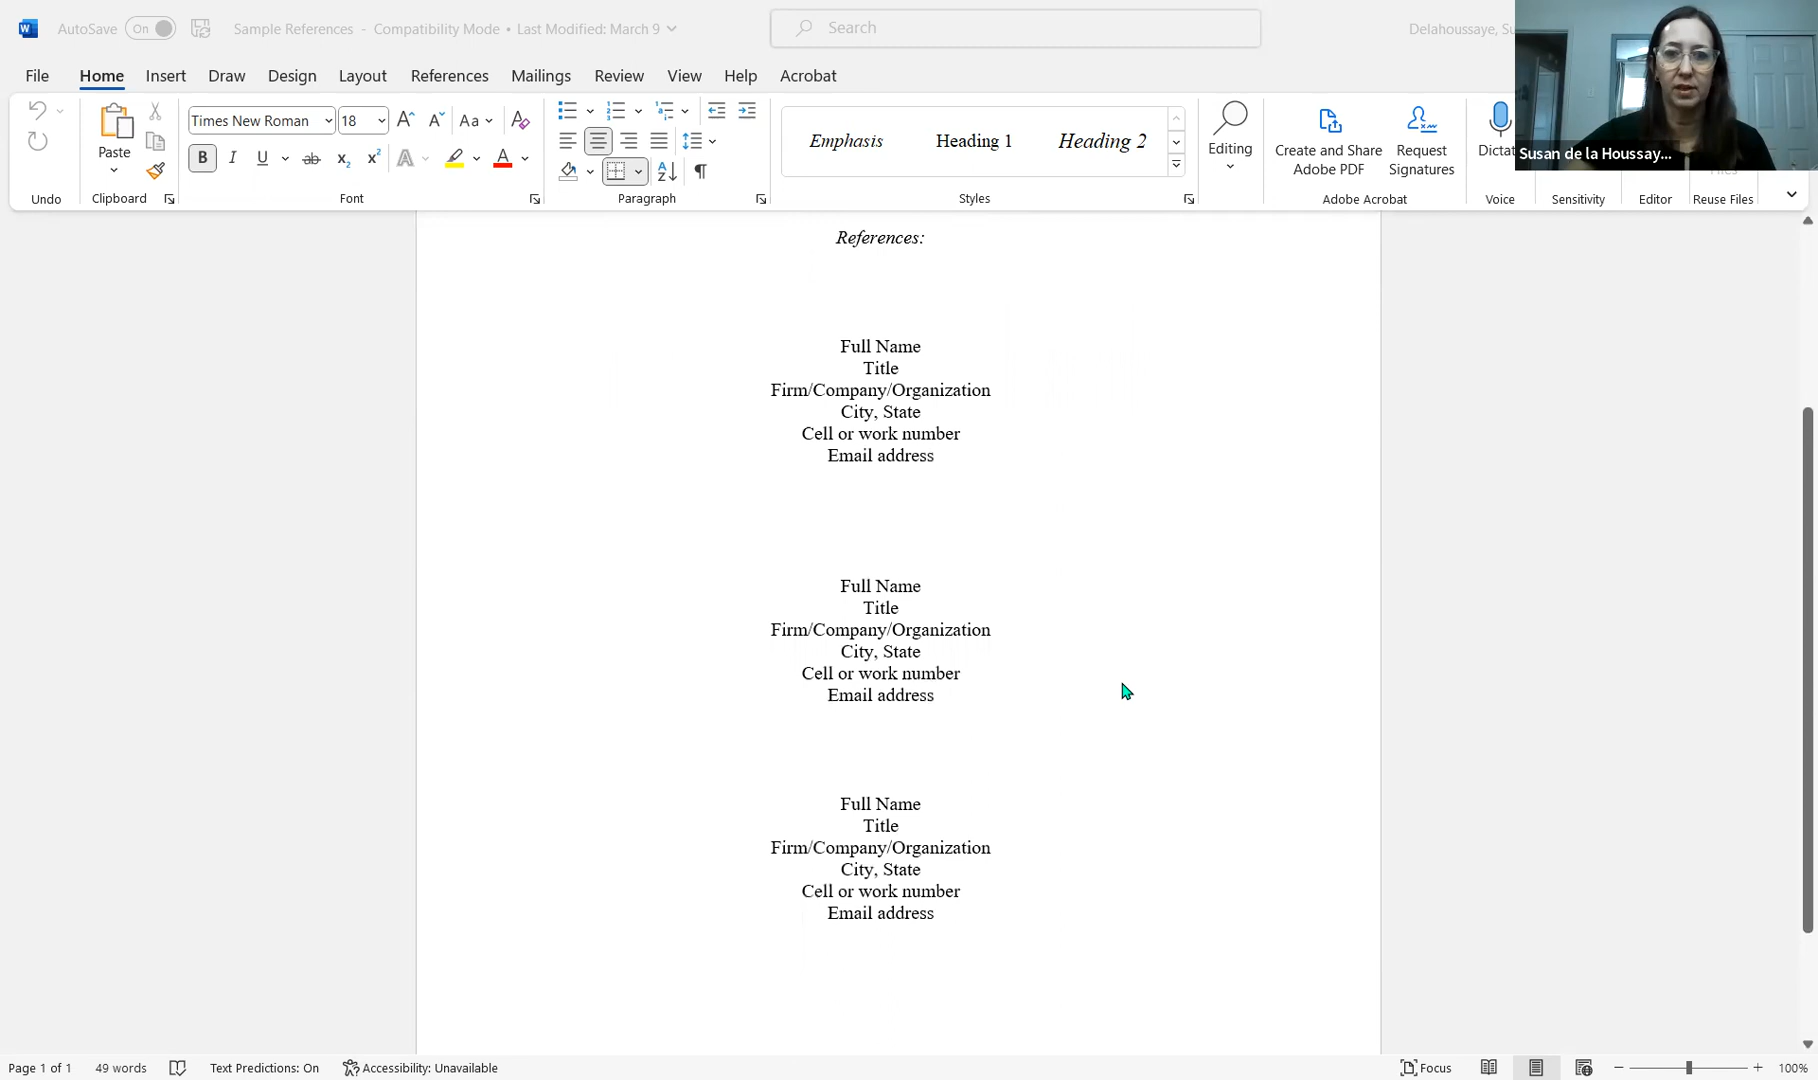 AutoSave On Sample References - Compatibility Mode • Last Modified: March 9 Search Delahoussaye, Su
File Home Insert Draw Design Layout References Mailings Review View Help Acrobat
Times New Roman 18 Aa
Paste
B I U ab x₂ x² A A
Emphasis Heading 1 Heading 2
Editing
Create and Share Adobe PDF
Request Signatures
Dictat
Susan de la Houssay...
Undo Clipboard Font Paragraph Styles Adobe Acrobat Voice Sensitivity Editor Reuse Files
References:
Full Name
Title
Firm/Company/Organization
City, State
Cell or work number
Email address
Full Name
Title
Firm/Company/Organization
City, State
Cell or work number
Email address
Full Name
Title
Firm/Company/Organization
City, State
Cell or work number
Email address
Page 1 of 1 49 words Text Predictions: On Accessibility: Unavailable Focus 100%